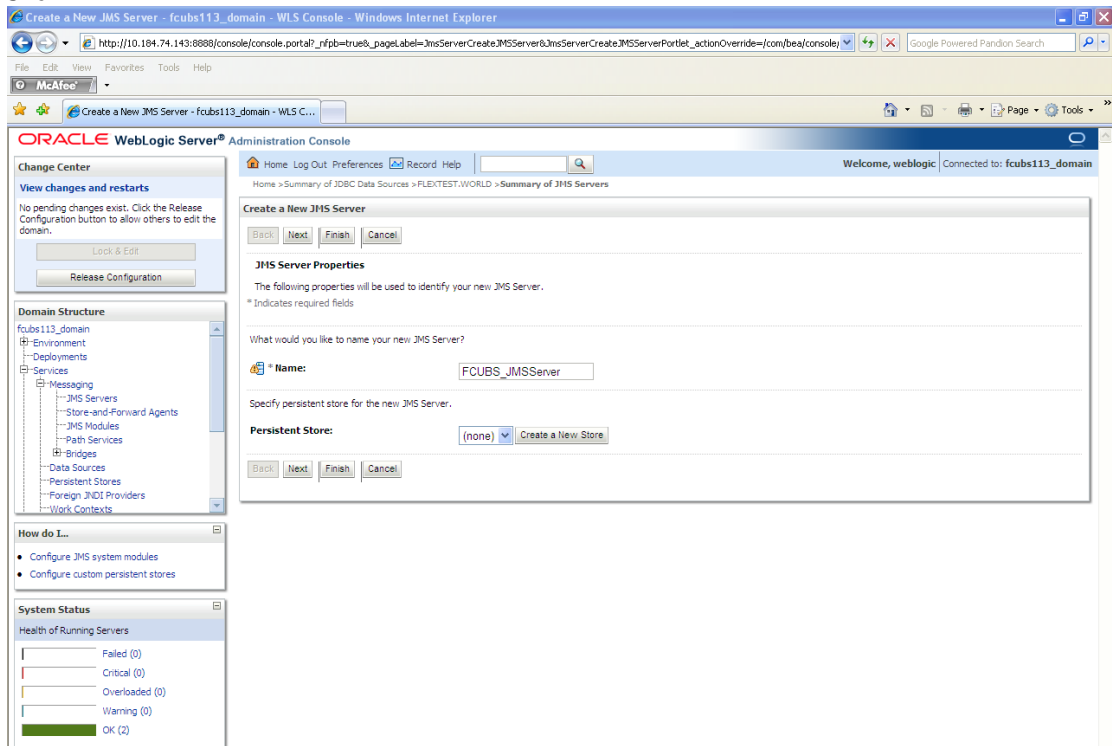 Create a New JMS Server - fcubs113_domain - WLS Console - Windows Internet Explorer
http://10.184.74.143:8888/console/console.portal?_nfpb=true&_pageLabel=JmsServerCreateJMSServer&JmsServerCreateJMSServerPortlet_actionOverride=/com/bea/console/
Google Powered Pandion Search
File Edit View Favorites Tools Help
McAfee
Create a New JMS Server - fcubs113_domain - WLS C...
Page Tools
ORACLE WebLogic Server® Administration Console
Change Center
View changes and restarts
No pending changes exist. Click the Release
Configuration button to allow others to edit the
domain.
Lock & Edit
Release Configuration
Domain Structure
fcubs113_domain
Environment
Deployments
Services
Messaging
JMS Servers
Store-and-Forward Agents
JMS Modules
Path Services
Bridges
Data Sources
Persistent Stores
Foreign JNDI Providers
Work Contexts
How do I...
Configure JMS system modules
Configure custom persistent stores
System Status
Health of Running Servers
Failed (0)
Critical (0)
Overloaded (0)
Warning (0)
OK (2)
Home Log Out Preferences Record Help
Welcome, weblogic Connected to: fcubs113_domain
Home >Summary of JDBC Data Sources >FLEXTEST.WORLD >Summary of JMS Servers
Create a New JMS Server
Back Next Finish Cancel
JMS Server Properties
The following properties will be used to identify your new JMS Server.
* Indicates required fields
What would you like to name your new JMS Server?
* Name: FCUBS_JMSServer
Specify persistent store for the new JMS Server.
Persistent Store: (none) Create a New Store
Back Next Finish Cancel